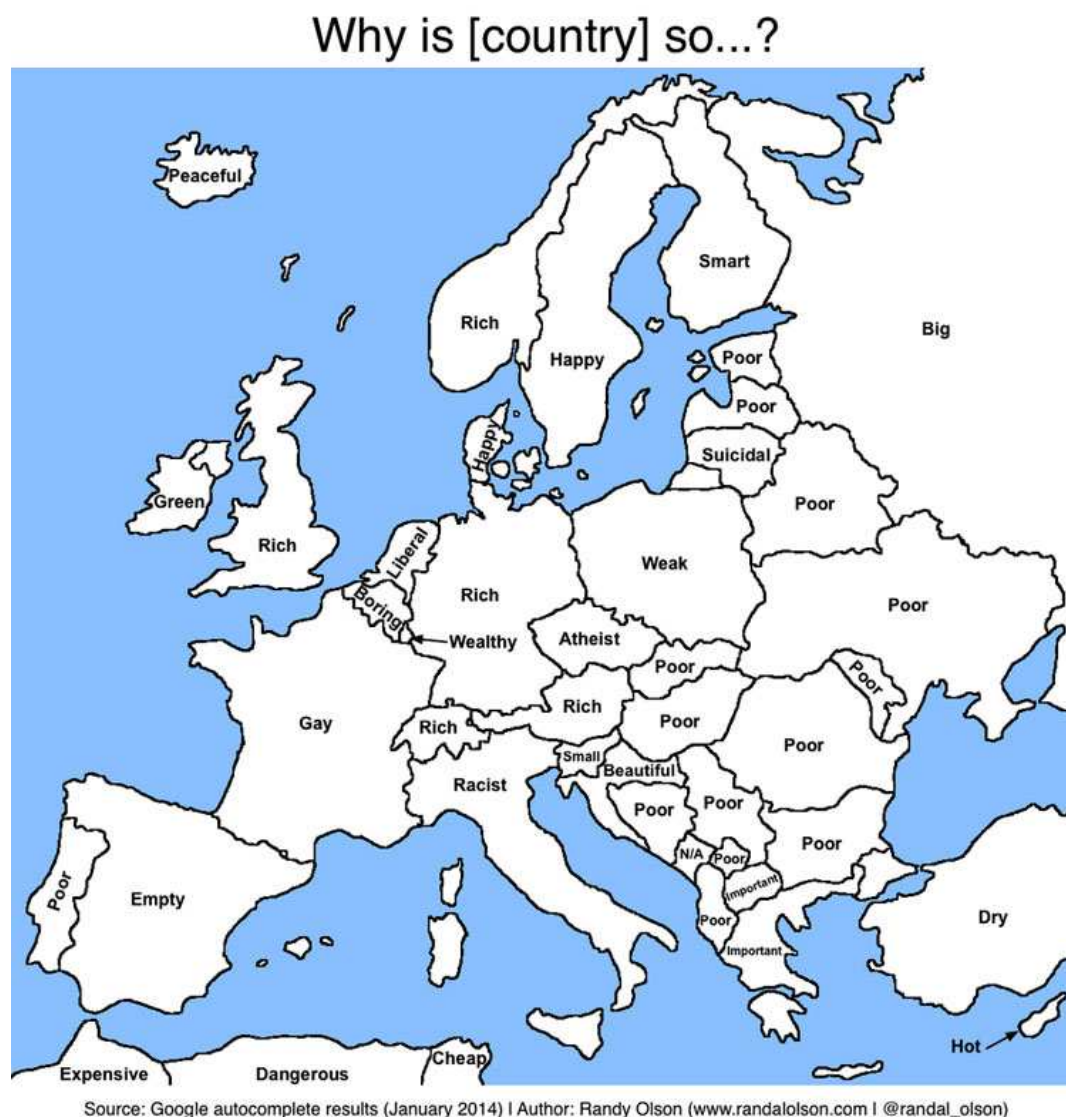 Why is [country] so...?
Peaceful
Smart
Rich
Big
Happy
Poor
Poor
Happy
Suicidal
Green
Poor
Rich
Liberal
Weak
Rich
Boring
Poor
Wealthy
Atheist
Poor
Poor
Rich
Gay
Rich
Poor
Poor
Small
Beautiful
Racist
Poor
Poor
Poor
N/A
Poor
Poor
Important
Empty
Poor
Dry
Important
Hot
Cheap
Expensive
Dangerous
Source: Google autocomplete results (January 2014) | Author: Randy Olson (www.randalolson.com | @randal_olson)